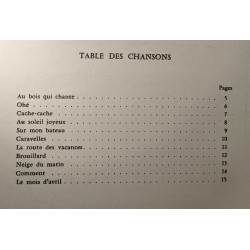 TABLE DES CHANSONS
Pages
Au bois qui chante 5
Ohé 6
Cache-cache 7
Au soleil joyeux 8
Sur mon bateau 9
Caravelles 10
La route des vacances 11
Brouillard 12
Neige du matin 13
Comment 14
Le mois d'avril 15